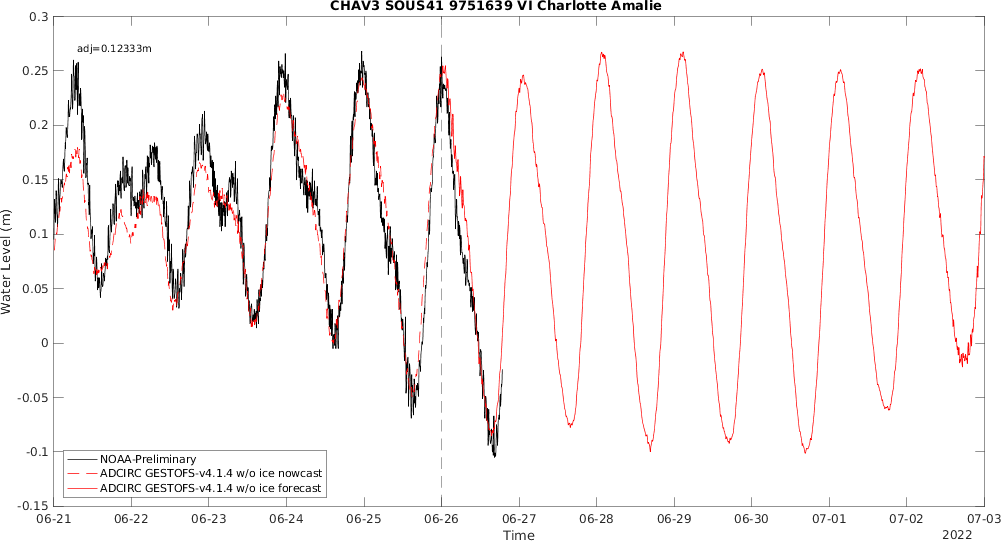 CHAV3 SOUS41 9751639 VI Charlotte Amalie
adj=0.12333m
0.3
0.25
0.2
0.15
0.1
0.05
0
-0.05
-0.1
-0.15
Water Level (m)
NOAA-Preliminary
ADCIRC GESTOFS-v4.1.4 w/o ice nowcast
ADCIRC GESTOFS-v4.1.4 w/o ice forecast
06-21 06-22 06-23 06-24 06-25 06-26 06-27 06-28 06-29 06-30 07-01 07-02 07-03
Time
2022